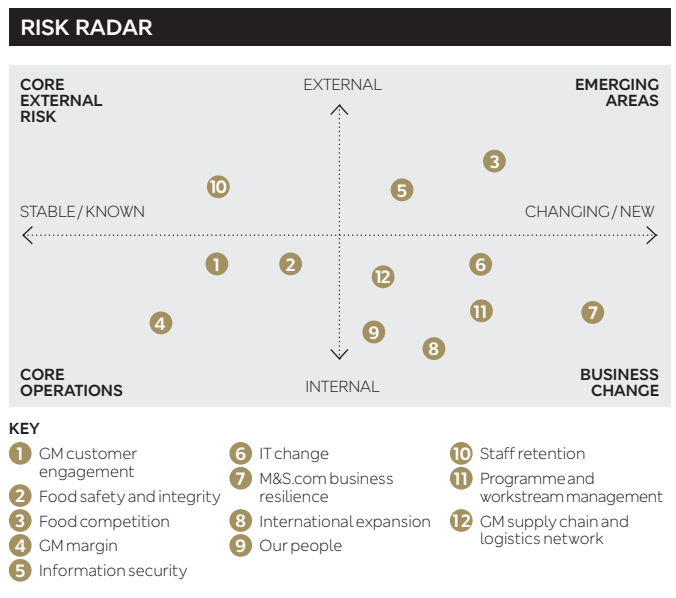 RISK RADAR
CORE
EXTERNAL
RISK
EXTERNAL
EMERGING
AREAS
3
10
5
STABLE/KNOWN
CHANGING/NEW
1
2
12
6
4
9
11
7
8
CORE
OPERATIONS
INTERNAL
BUSINESS
CHANGE
KEY
1 GM customer
engagement
2 Food safety and integrity
3 Food competition
4 GM margin
5 Information security
6 IT change
7 M&S.com business
resilience
8 International expansion
9 Our people
10 Staff retention
11 Programme and
workstream management
12 GM supply chain and
logistics network